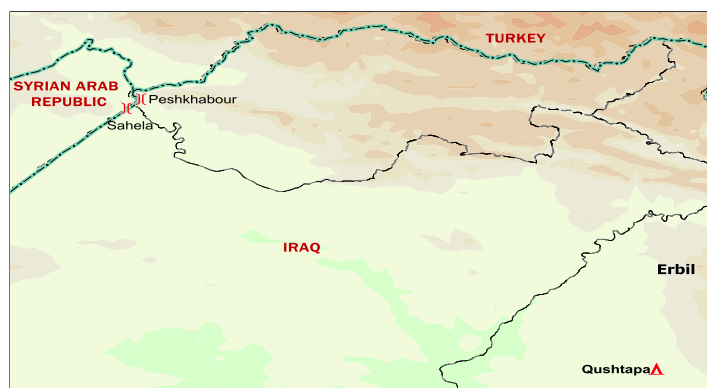 TURKEY
SYRIAN ARAB
REPUBLIC
Peshkhabour
Sahela
IRAQ
Erbil
Qushtapa